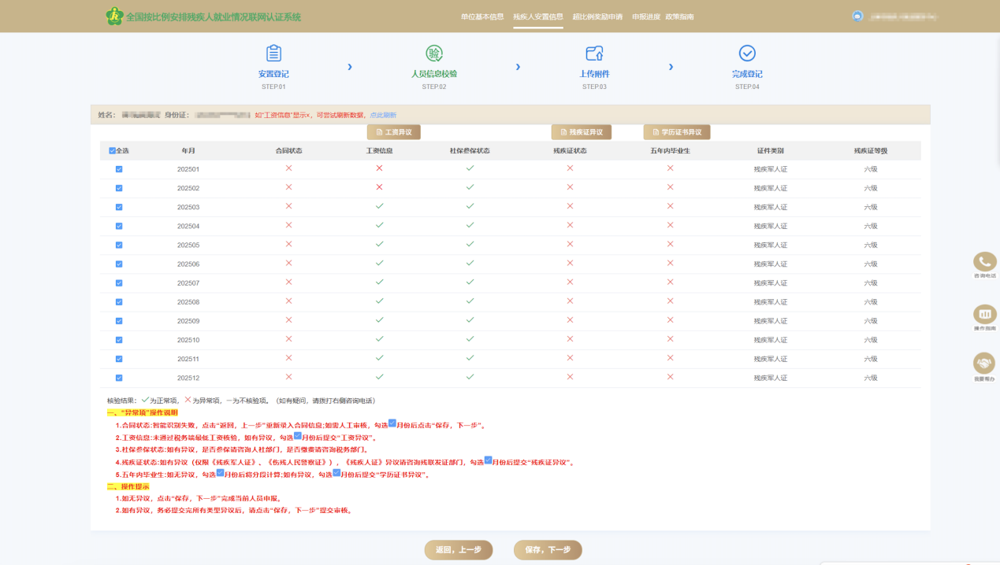 全国按比例安排残疾人就业情况联网认证系统 单位基本信息 残疾人安置信息 超比例奖励申请 申报进度 政策指南
安置登记 人员信息校验 上传附件 完成登记
STEP.01 STEP.02 STEP.03 STEP.04
姓名： 身份证： 如"工资信息"显示×，可尝试刷新数据，点此刷新
工资异议 残疾证异议 学历证书异议
全选 年月 合同状态 工资信息 社保参保状态 残疾证状态 五年内毕业生 证件类别 残疾证等级
202501 × × ✓ × × 残疾军人证 六级
202502 × × ✓ × × 残疾军人证 六级
202503 × ✓ ✓ × × 残疾军人证 六级
202504 × ✓ ✓ × × 残疾军人证 六级
202505 × ✓ ✓ × × 残疾军人证 六级
202506 × ✓ ✓ × × 残疾军人证 六级
202507 × ✓ ✓ × × 残疾军人证 六级
202508 × ✓ ✓ × × 残疾军人证 六级
202509 × ✓ ✓ × × 残疾军人证 六级
202510 × ✓ ✓ × × 残疾军人证 六级
202511 × ✓ ✓ × × 残疾军人证 六级
202512 × ✓ ✓ × × 残疾军人证 六级
核验结果：✓为正常项，×为异常项，一为不核验项。（如有疑问，请拨打右侧咨询电话）
一、"异常项"操作说明
1.合同状态:智能识别失败，点击"返回，上一步"重新录入合同信息;如需人工审核，勾选月份后点击"保存，下一步"。
2.工资信息:未通过税务端最低工资核验，如有异议，勾选月份后提交"工资异议"。
3.社保参保状态:如有异议，是否参保请咨询人社部门，是否缴费请咨询税务部门。
4.残疾证状态:如有异议（仅限《残疾军人证》、《伤残人民警察证》），《残疾人证》异议请咨询残联发证部门，勾选月份后提交"残疾证异议"。
5.五年内毕业生:如无异议，勾选月份后将分段计算;如有异议，勾选月份后提交"学历证书异议"。
二、操作提示
1.如无异议，点击"保存，下一步"完成当前人员申报。
2.如有异议，务必提交完所有类型异议后，请点击"保存，下一步"提交审核。
返回，上一步 保存，下一步
咨询电话
操作指南
我要帮办